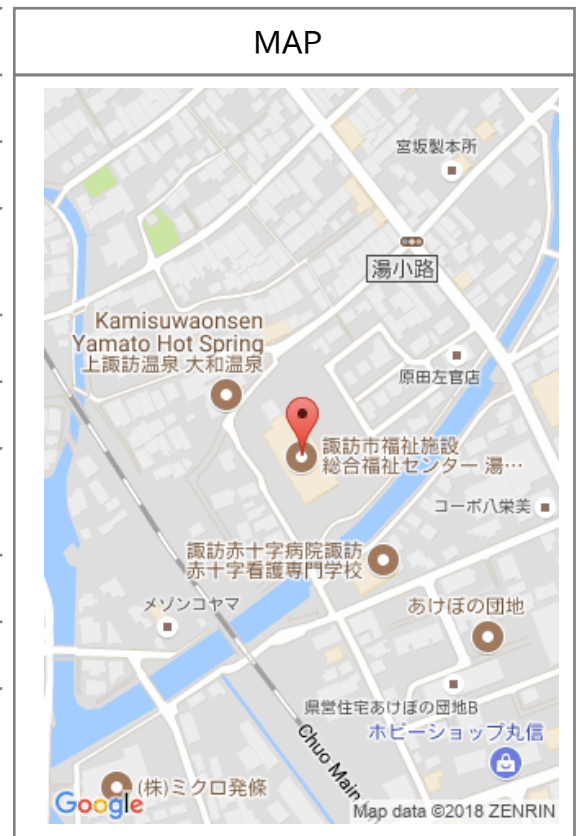 MAP
宮坂製本所
湯小路
Kamisuwaonsen
Yamato Hot Spring
上諏訪温泉 大和温泉
原田左官店
諏訪市福祉施設
総合福祉センター 湯…
コーポ八栄美
諏訪赤十字病院諏訪
赤十字看護専門学校
メゾンコヤマ
あけぼの団地
県営住宅あけぼの団地B
ホビーショップ丸信
Chuo Main
(株)ミクロ発條
Google
Map data ©2018 ZENRIN